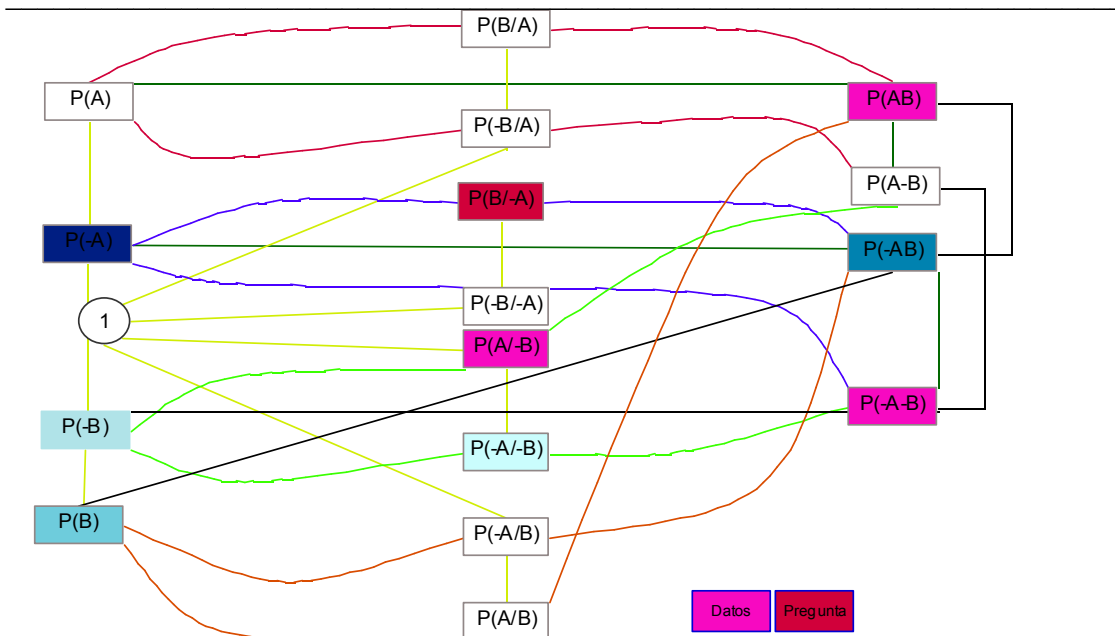 P(B/A)
P(A)
P(AB)
P(-B/A)
P(A-B)
P(B/-A)
P(-A)
P(-AB)
P(-B/-A)
1
P(A/-B)
P(-A-B)
P(-B)
P(-A/-B)
P(B)
P(-A/B)
P(A/B)
Datos
Pregunta